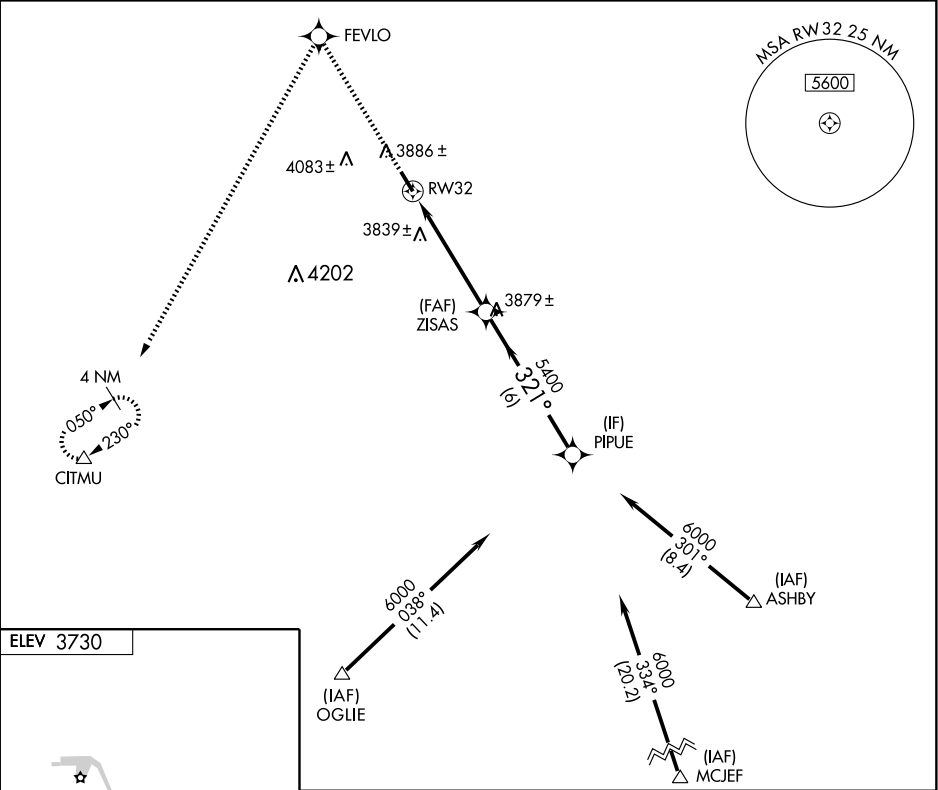 FEVLO
MSA RW32 25 NM
5600
4083±
3886±
RW32
3839±
4202
(FAF)
ZISAS
3879±
5400
321°
(6)
4 NM
050°
230°
CITMU
(IF)
PIPUE
6000
301°
(8.4)
(IAF)
ASHBY
6000
038°
(11.4)
(IAF)
OGLIE
6000
334°
(20.2)
(IAF)
MCJEF
ELEV 3730